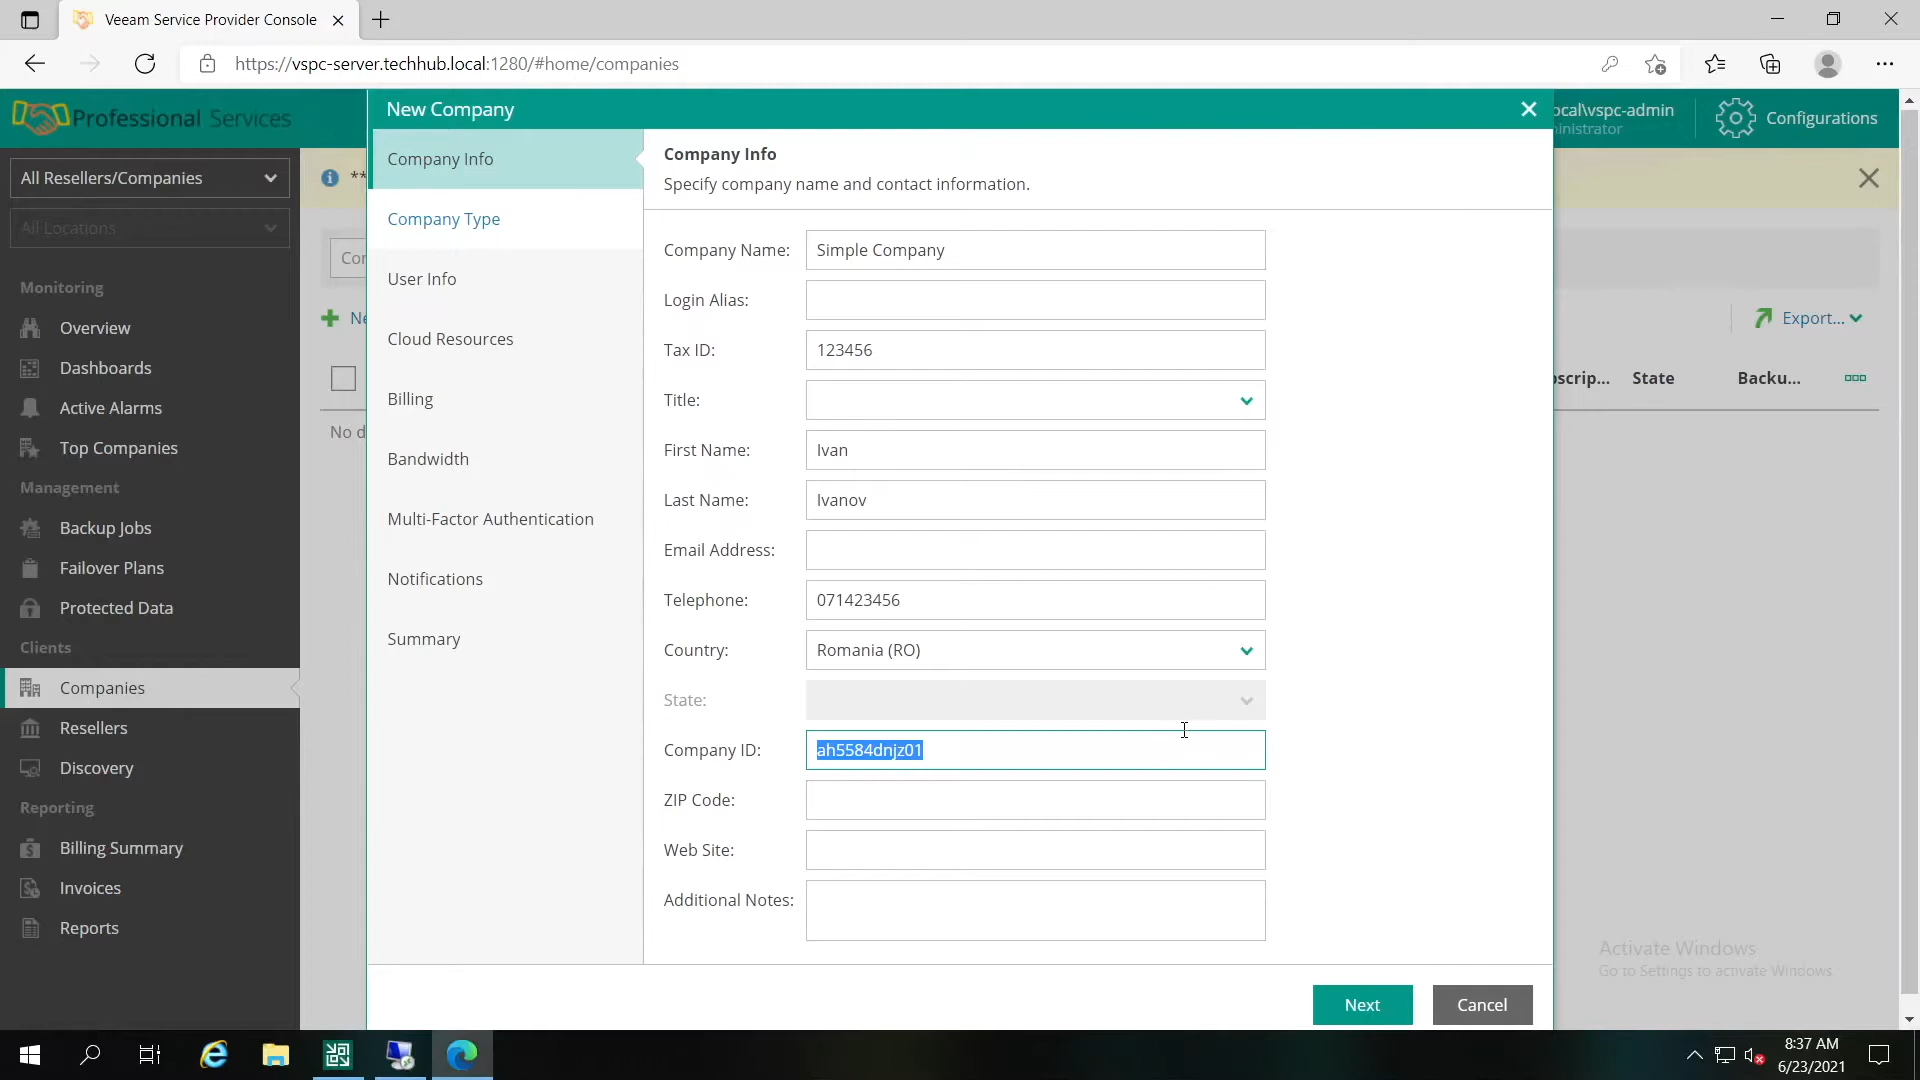 Veeam Service Provider Console
https://vspc-server.techhub.local:1280/#home/companies
Professional Services
New Company
ocal\vspc-admin
ministrator
Configurations
All Resellers/Companies
All Locations
Monitoring
Overview
Dashboards
Active Alarms
Top Companies
Management
Backup Jobs
Failover Plans
Protected Data
Clients
Companies
Resellers
Discovery
Reporting
Billing Summary
Invoices
Reports
**
Cor
Ne
No d
Company Info
Company Type
User Info
Cloud Resources
Billing
Bandwidth
Multi-Factor Authentication
Notifications
Summary
Company Info
Specify company name and contact information.
Company Name: Simple Company
Login Alias:
Tax ID: 123456
Title:
First Name: Ivan
Last Name: Ivanov
Email Address:
Telephone: 071423456
Country: Romania (RO)
State:
Company ID: ah5584dnjz01
ZIP Code:
Web Site:
Additional Notes:
Next Cancel
Export...
oscrip... State Backu...
Activate Windows
Go to Settings to activate Windows.
8:37 AM
6/23/2021